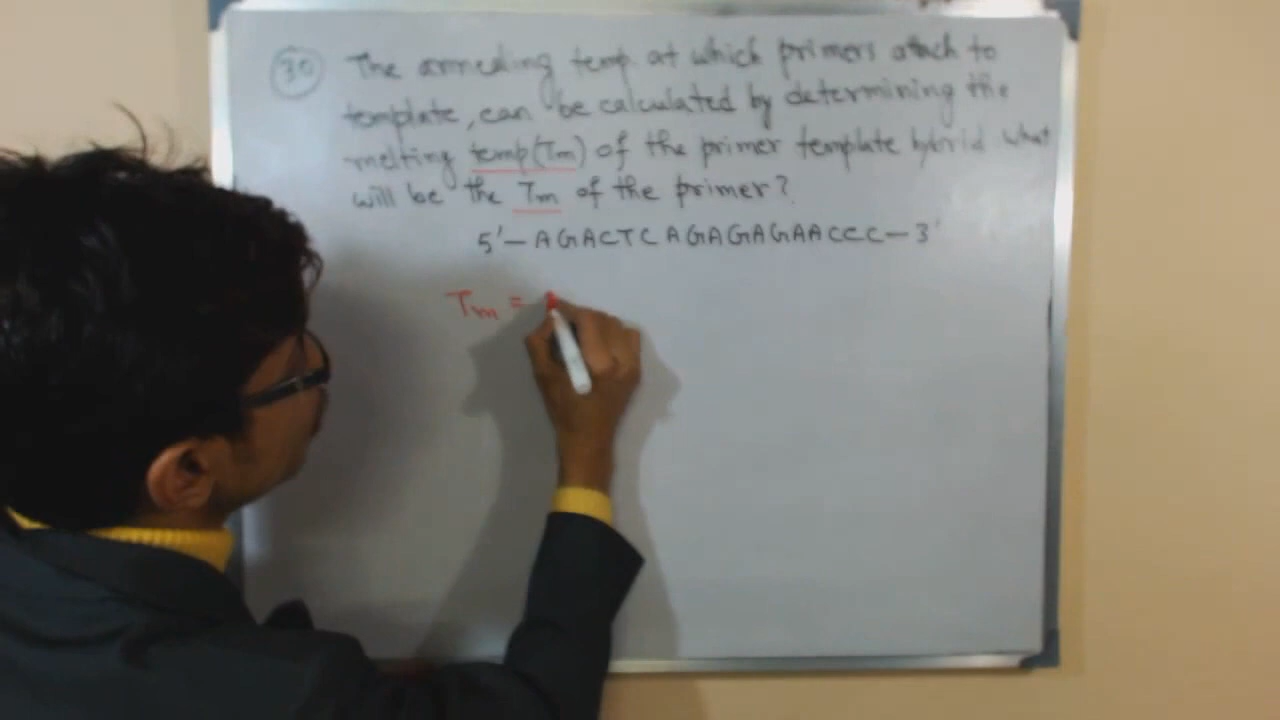 30 The annealing temp. at which primers attach to
template, can be calculated by determining the
melting temp(Tm) of the primer template hybrid what
will be the Tm of the primer?
5'- AGACTCAGAGAGAACCC-3'
Tm =